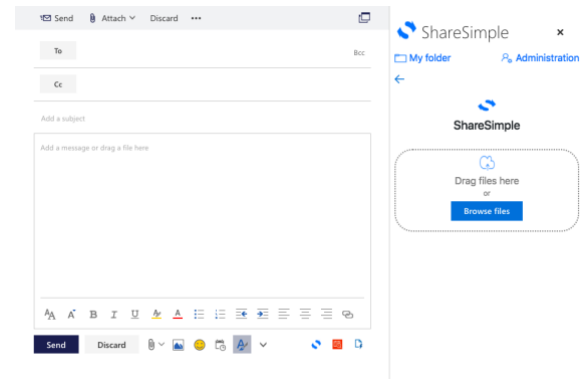 Send Attach Discard •••
To
Bcc
Cc
Add a subject
Add a message or drag a file here
B I U A
Send Discard
ShareSimple ×
My folder Administration
ShareSimple
Drag files here
or
Browse files